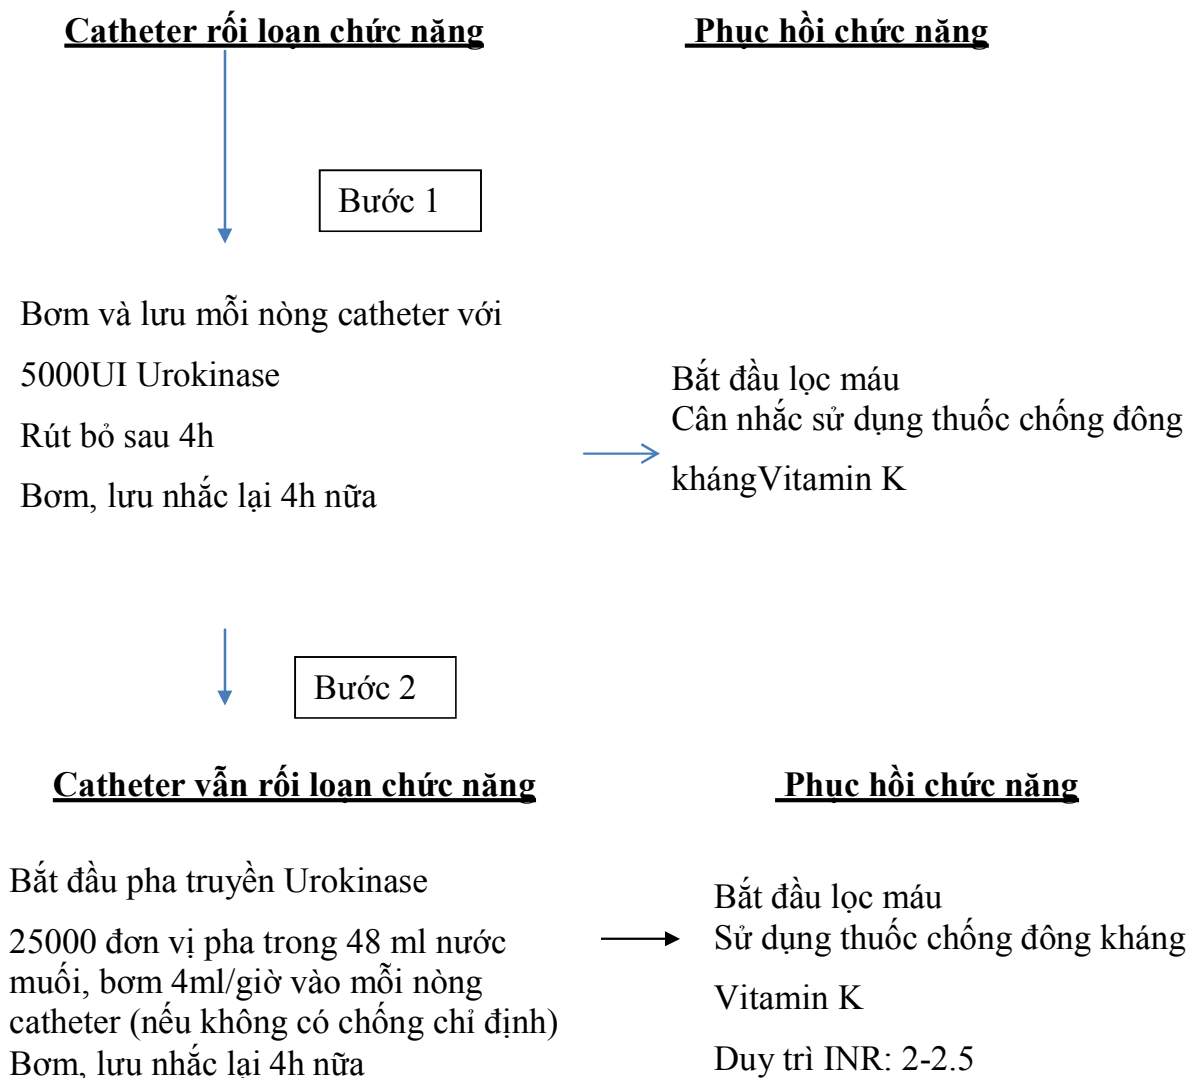 Catheter rối loạn chức năng
Phục hồi chức năng
Bước 1
Bơm và lưu mỗi nòng catheter với
5000UI Urokinase
Rút bỏ sau 4h
Bơm, lưu nhắc lại 4h nữa
Bắt đầu lọc máu
Cân nhắc sử dụng thuốc chống đông
khángVitamin K
Bước 2
Catheter vẫn rối loạn chức năng
Phục hồi chức năng
Bắt đầu pha truyền Urokinase
25000 đơn vị pha trong 48 ml nước
muối, bơm 4ml/giờ vào mỗi nòng
catheter (nếu không có chống chỉ định)
Bơm, lưu nhắc lại 4h nữa
Bắt đầu lọc máu
Sử dụng thuốc chống đông kháng
Vitamin K
Duy trì INR: 2-2.5